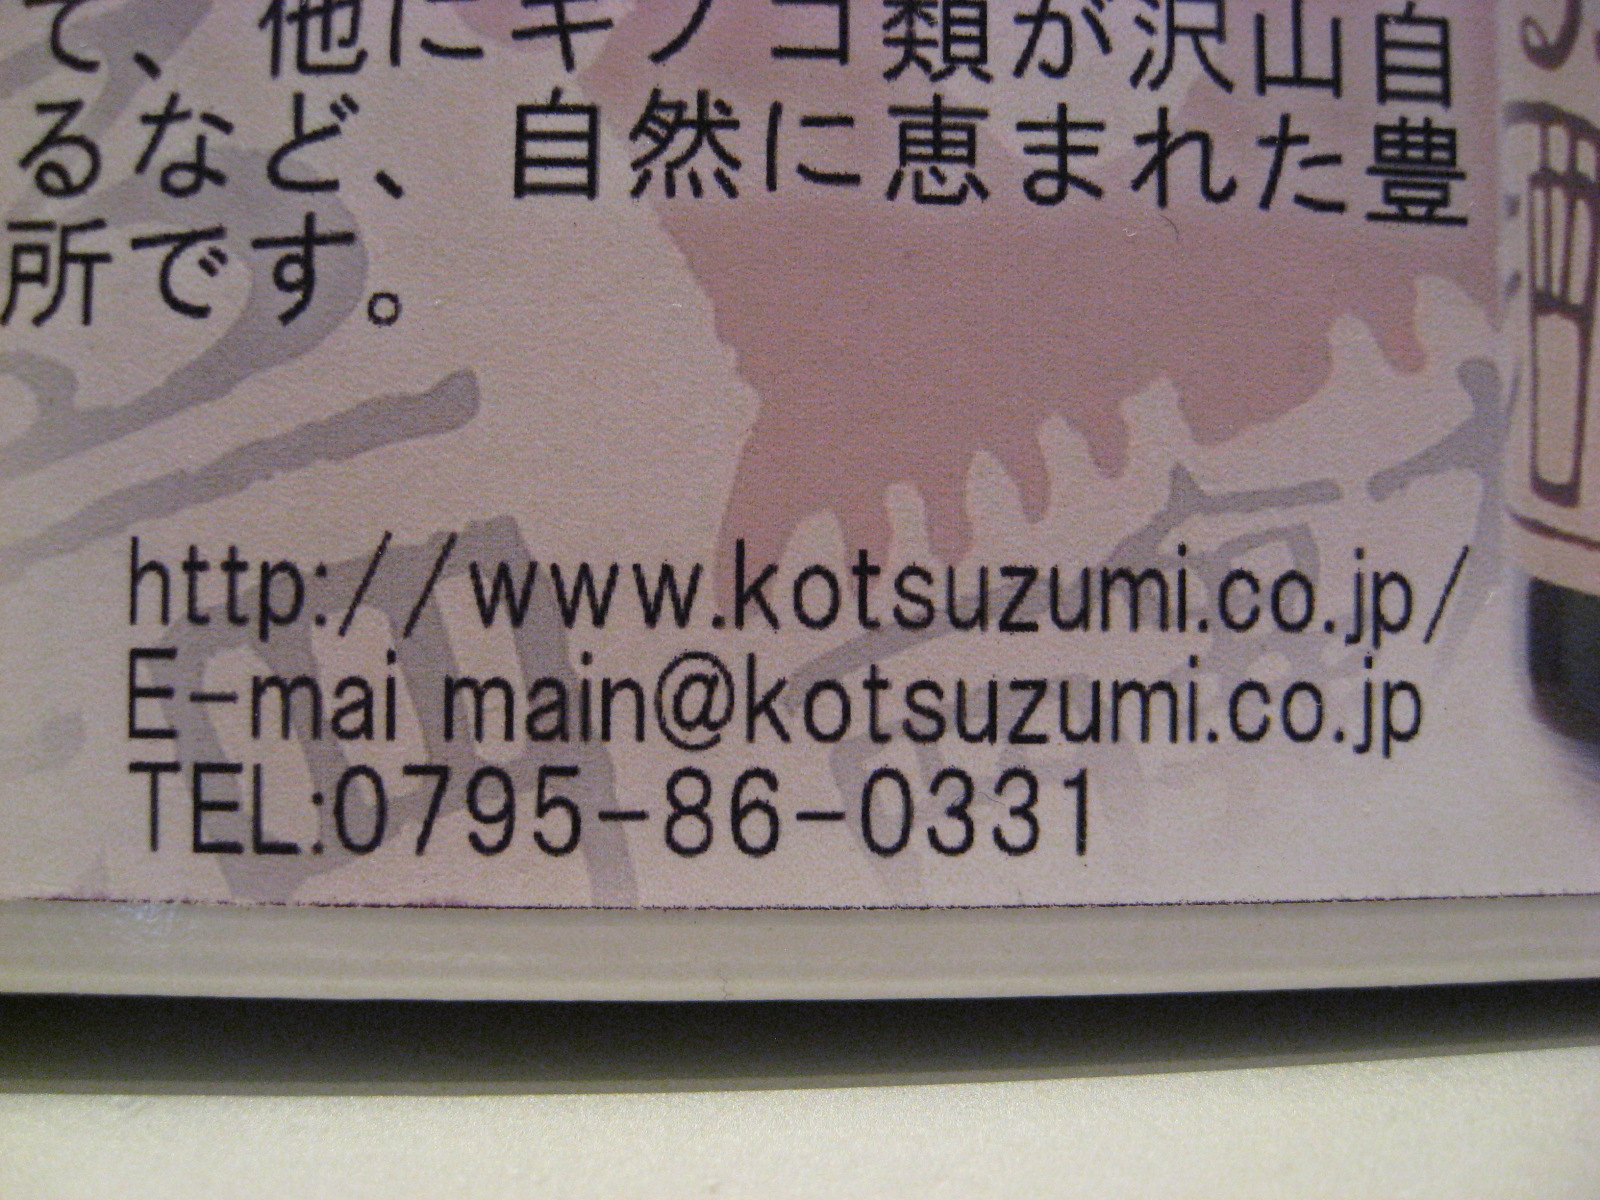 て、他にキノコ類が沢山自
るなど、自然に恵まれた豊
所です。
http://www.kotsuzumi.co.jp/
E-mai main@kotsuzumi.co.jp
TEL:0795-86-0331